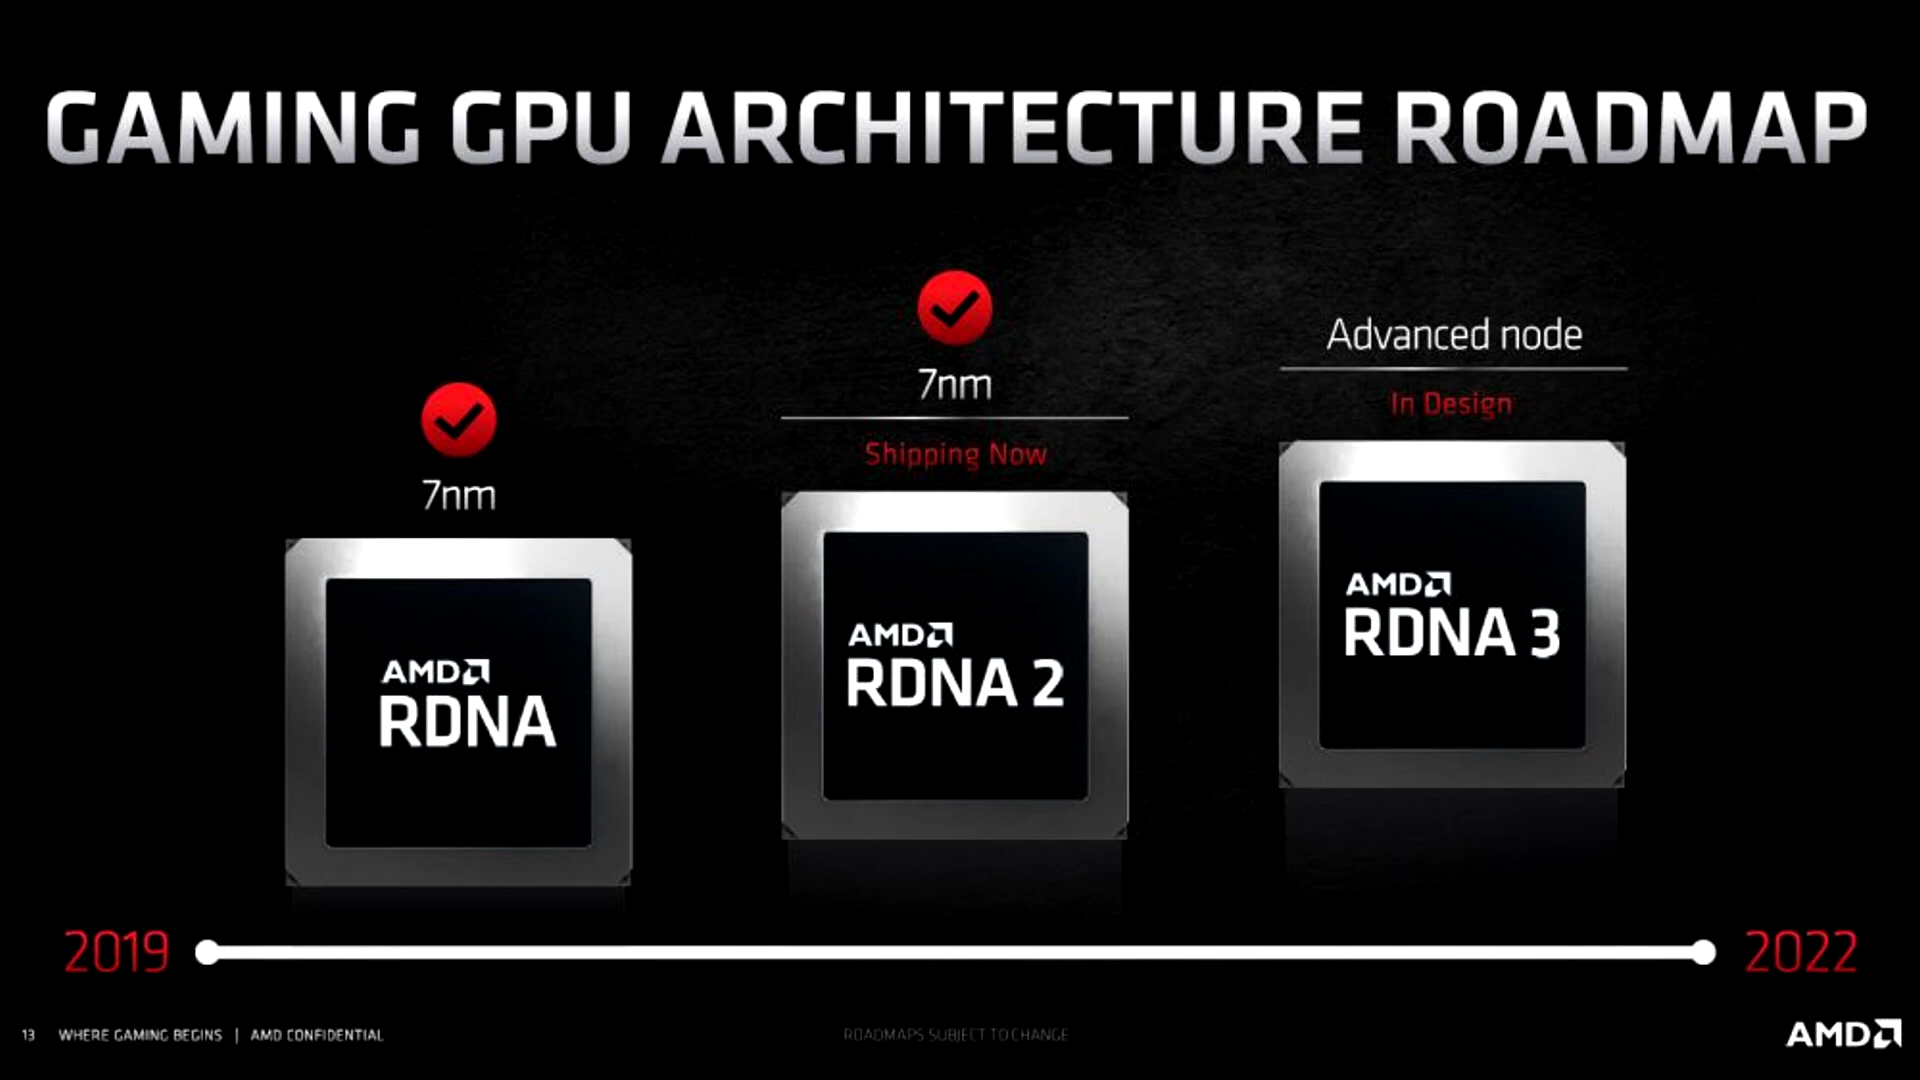 GAMING GPU ARCHITECTURE ROADMAP
7nm
AMD
RDNA
7nm
Shipping Now
AMD
RDNA 2
Advanced node
In Design
AMD
RDNA 3
2019
2022
13 WHERE GAMING BEGINS | AMD CONFIDENTIAL
ROADMAPS SUBJECT TO CHANGE
AMD